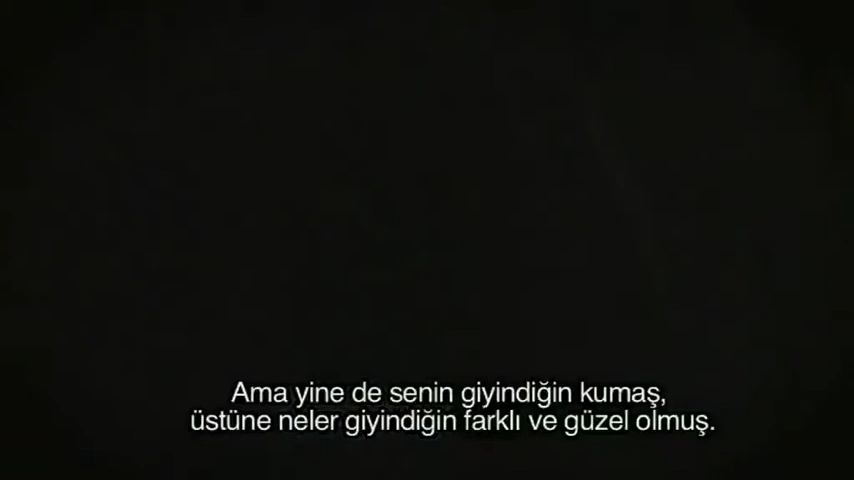 Ama yine de senin giyindiğin kumaş,
üstüne neler giyindiğin farklı ve güzel olmuş.